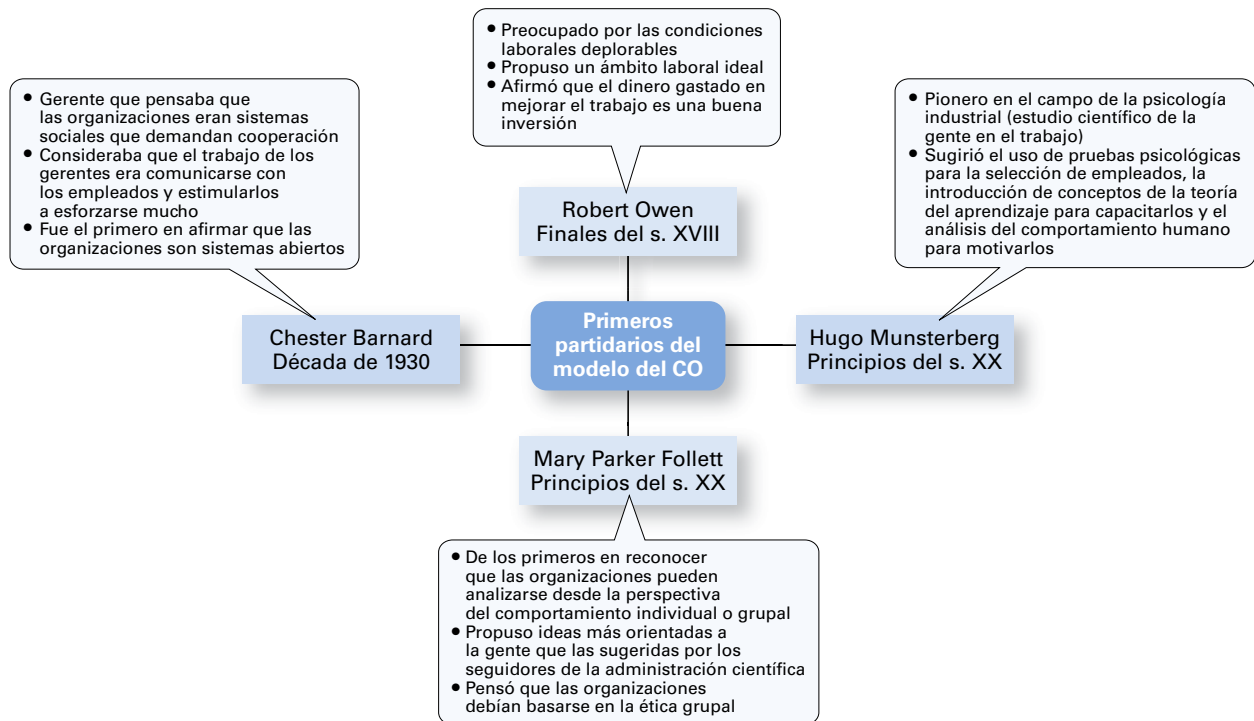 • Preocupado por las condiciones
laborales deplorables
• Propuso un ámbito laboral ideal
• Afirmó que el dinero gastado en
mejorar el trabajo es una buena
inversión
• Gerente que pensaba que
las organizaciones eran sistemas
sociales que demandan cooperación
• Consideraba que el trabajo de los
gerentes era comunicarse con
los empleados y estimularlos
a esforzarse mucho
• Fue el primero en afirmar que las
organizaciones son sistemas abiertos
• Pionero en el campo de la psicología
industrial (estudio científico de la
gente en el trabajo)
• Sugirió el uso de pruebas psicológicas
para la selección de empleados, la
introducción de conceptos de la teoría
del aprendizaje para capacitarlos y el
análisis del comportamiento humano
para motivarlos
Robert Owen
Finales del s. XVIII
Chester Barnard
Década de 1930
Primeros
partidarios del
modelo del CO
Hugo Munsterberg
Principios del s. XX
Mary Parker Follett
Principios del s. XX
• De los primeros en reconocer
que las organizaciones pueden
analizarse desde la perspectiva
del comportamiento individual o grupal
• Propuso ideas más orientadas a
la gente que las sugeridas por los
seguidores de la administración científica
• Pensó que las organizaciones
debían basarse en la ética grupal